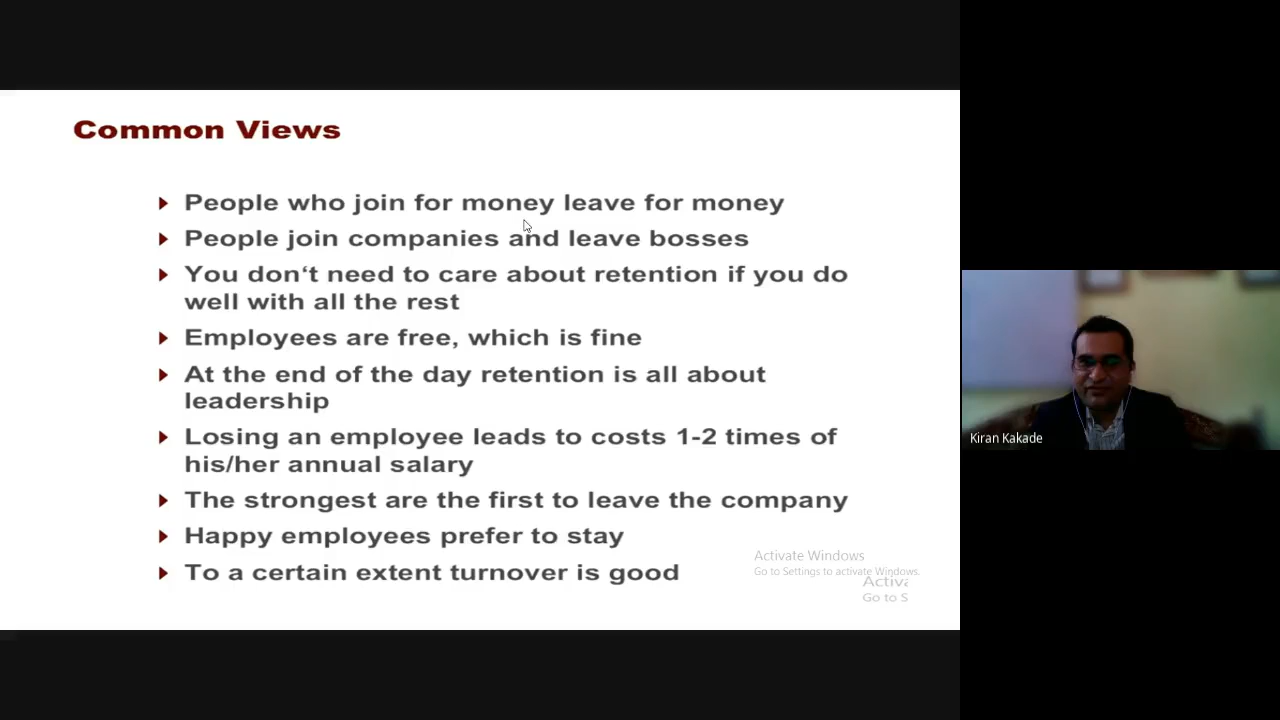 Common Views
People who join for money leave for money
People join companies and leave bosses
You don‘t need to care about retention if you do
well with all the rest
Employees are free, which is fine
At the end of the day retention is all about
leadership
Losing an employee leads to costs 1-2 times of
his/her annual salary
The strongest are the first to leave the company
Happy employees prefer to stay
To a certain extent turnover is good
Activate Windows
Go to Settings to activate Windows.
Activa
Go to S
Kiran Kakade